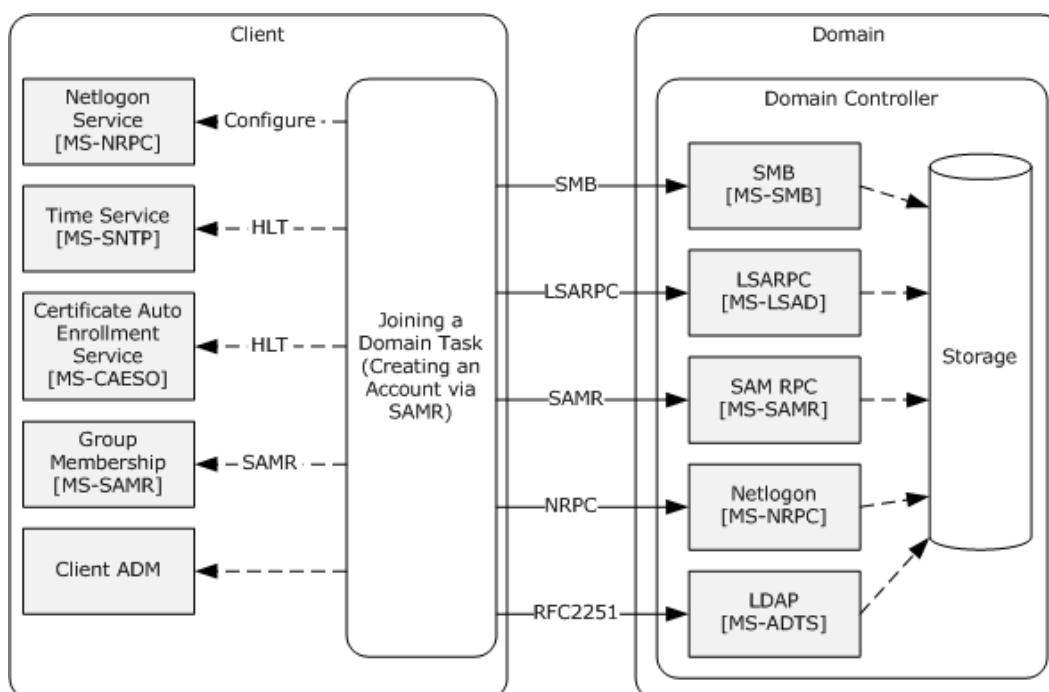 Client
Netlogon
Service
[MS-NRPC]
Configure
Time Service
[MS-SNTP]
HLT
Certificate Auto
Enrollment
Service
[MS-CAESO]
HLT
Group
Membership
[MS-SAMR]
SAMR
Client ADM
Joining a
Domain Task
(Creating an
Account via
SAMR)
SMB
LSARPC
SAMR
NRPC
RFC2251
Domain
Domain Controller
SMB
[MS-SMB]
LSARPC
[MS-LSAD]
SAM RPC
[MS-SAMR]
Netlogon
[MS-NRPC]
LDAP
[MS-ADTS]
Storage